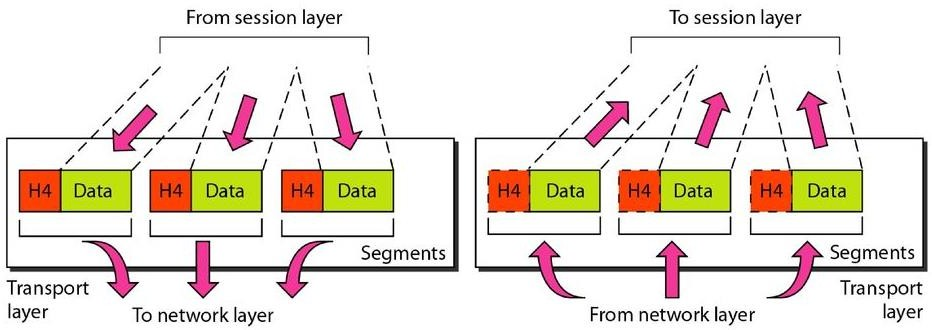 From session layer
To session layer
H4 Data H4 Data H4 Data
H4 Data H4 Data H4 Data
Segments
Segments
Transport
layer
To network layer
From network layer
Transport
layer